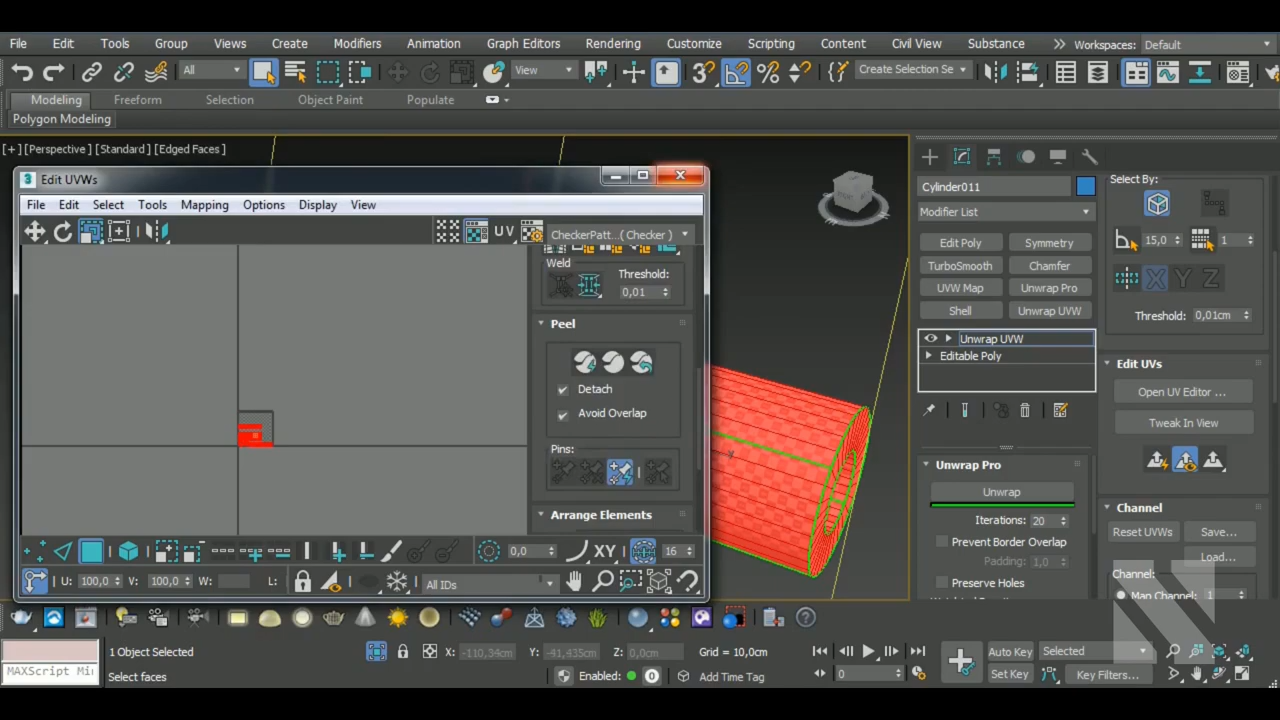 File Edit Tools Group Views Create Modifiers Animation Graph Editors Rendering Customize Scripting Content Civil View Substance Workspaces: Default
All View 3 Create Selection Se
Modeling Freeform Selection Object Paint Populate
Polygon Modeling
[+] [Perspective] [Standard] [Edged Faces]
3 Edit UVWs
File Edit Select Tools Mapping Options Display View
UV CheckerPatt...( Checker )
Weld
Threshold:
0,01
Peel
Detach
Avoid Overlap
Pins:
Arrange Elements
0,0 XY 16
U: 100,0 V: 100,0 W: L: All IDs
Cylinder011
Modifier List
Edit Poly Symmetry
TurboSmooth Chamfer
UVW Map Unwrap Pro
Shell Unwrap UVW
Unwrap UVW
Editable Poly
Unwrap Pro
Unwrap
Iterations: 20
Prevent Border Overlap
Padding: 1,0
Preserve Holes
Select By:
15,0 1
X Y Z
Threshold: 0,01cm
Edit UVs
Open UV Editor ...
Tweak In View
Channel
Reset UVWs Save...
Load...
Channel:
Map Channel: 1
1 Object Selected X: -110,34cm Y: -41,435cm Z: 0,0cm Grid = 10,0cm Auto Key Selected
MAXScript Mi
Select faces Enabled: 0 Add Time Tag 0 Set Key Key Filters...